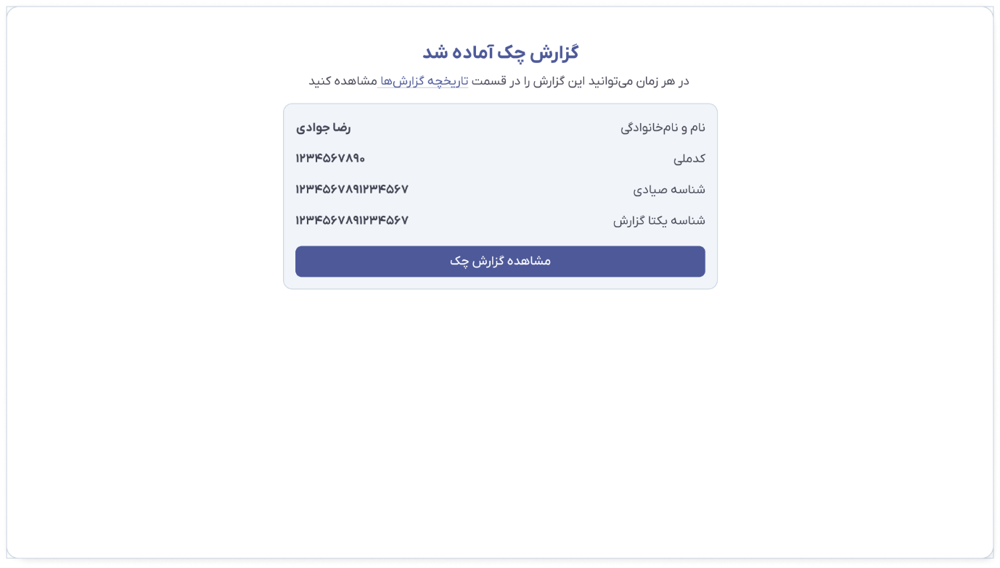 گزارش چک آماده شد
در هر زمان می‌توانید این گزارش را در قسمت تاریخچه گزارش‌ها مشاهده کنید
نام و نام‌خانوادگی رضا جوادی
کدملی ۱۲۳۴۵۶۷۸۹۰
شناسه صیادی ۱۲۳۴۵۶۷۸۹۱۲۳۴۵۶۷
شناسه یکتا گزارش ۱۲۳۴۵۶۷۸۹۱۲۳۴۵۶۷
مشاهده گزارش چک